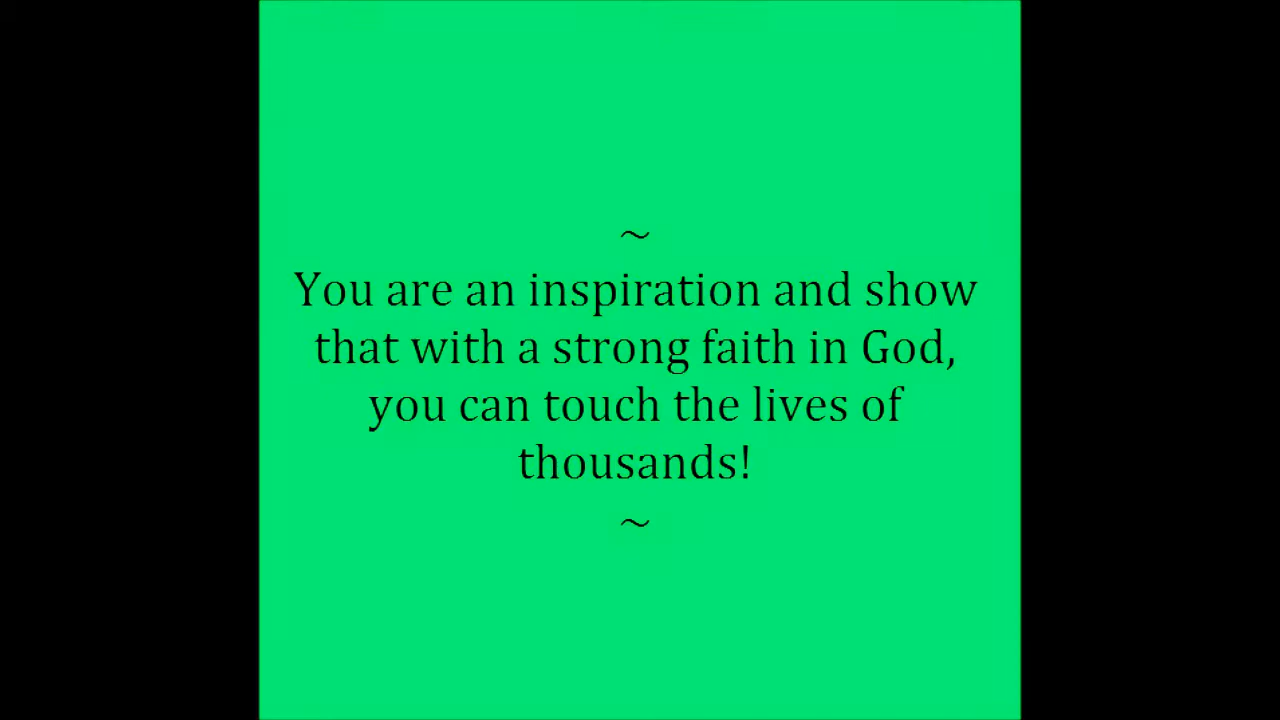 ~
You are an inspiration and show
that with a strong faith in God,
you can touch the lives of
thousands!
~